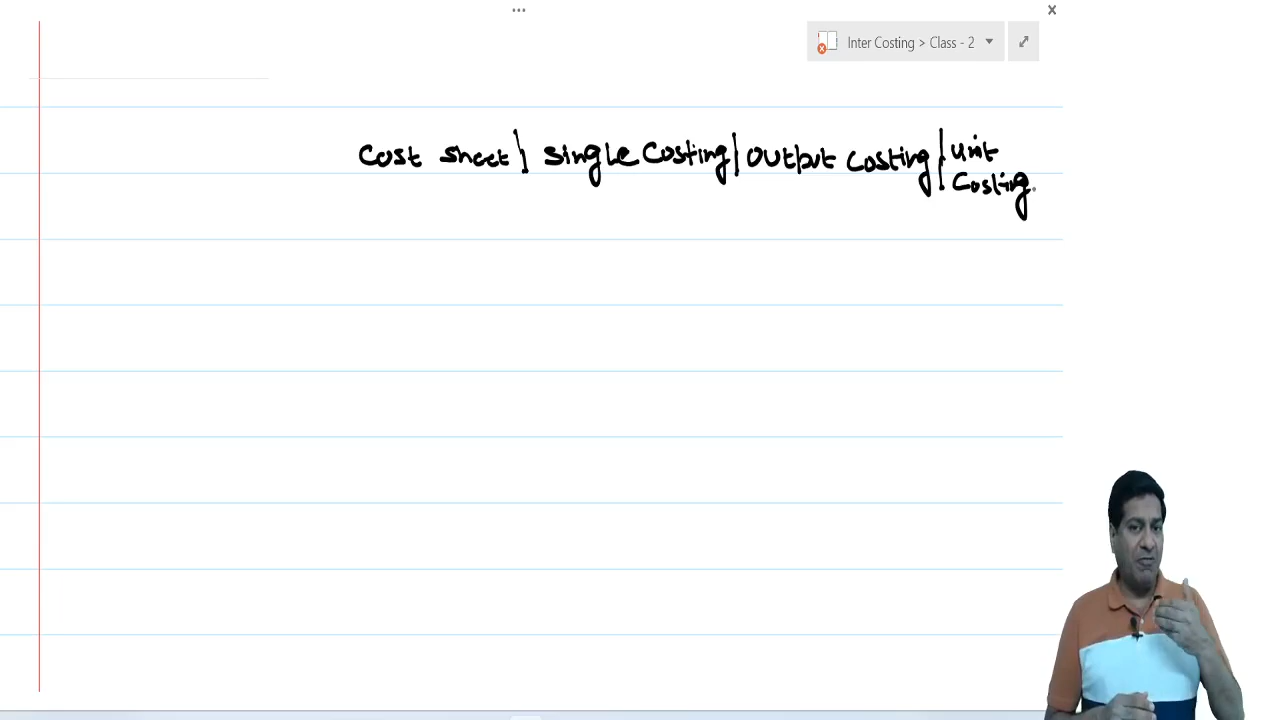 ...
x
Inter Costing > Class - 2
Cost sheet | Single Costing | Output Costing | Unit
Costing.